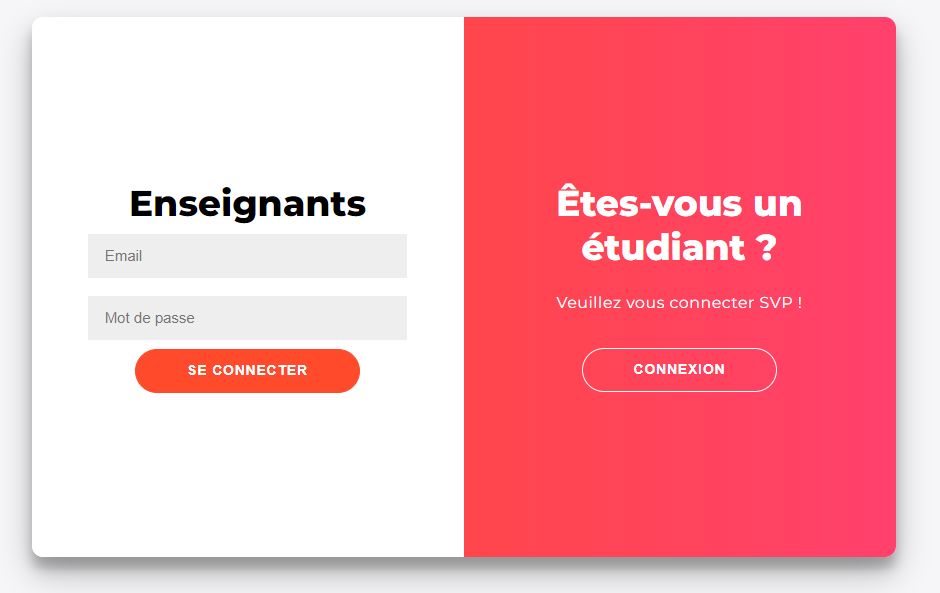 Enseignants
Email
Mot de passe
SE CONNECTER
Êtes-vous un
étudiant ?
Veuillez vous connecter SVP !
CONNEXION